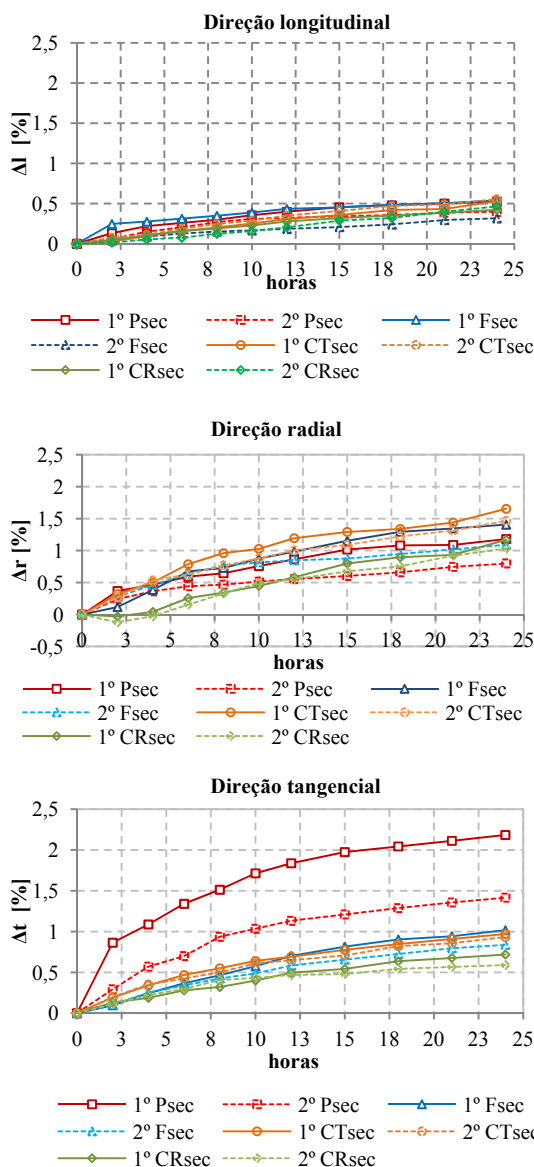 Direção longitudinal
2,5
2
1,5
1
0,5
0
Δl [%]
0 3 5 8 10 13 15 18 20 23 25
horas
1º Psec 2º Psec 1º Fsec
2º Fsec 1º CTsec 2º CTsec
1º CRsec 2º CRsec
Direção radial
2,5
2
1,5
1
0,5
0
-0,5
Δr [%]
0 3 5 8 10 13 15 18 20 23 25
horas
1º Psec 2º Psec 1º Fsec
2º Fsec 1º CTsec 2º CTsec
1º CRsec 2º CRsec
Direção tangencial
2,5
2
1,5
1
0,5
0
Δt [%]
0 3 5 8 10 13 15 18 20 23 25
horas
1º Psec 2º Psec 1º Fsec
2º Fsec 1º CTsec 2º CTsec
1º CRsec 2º CRsec